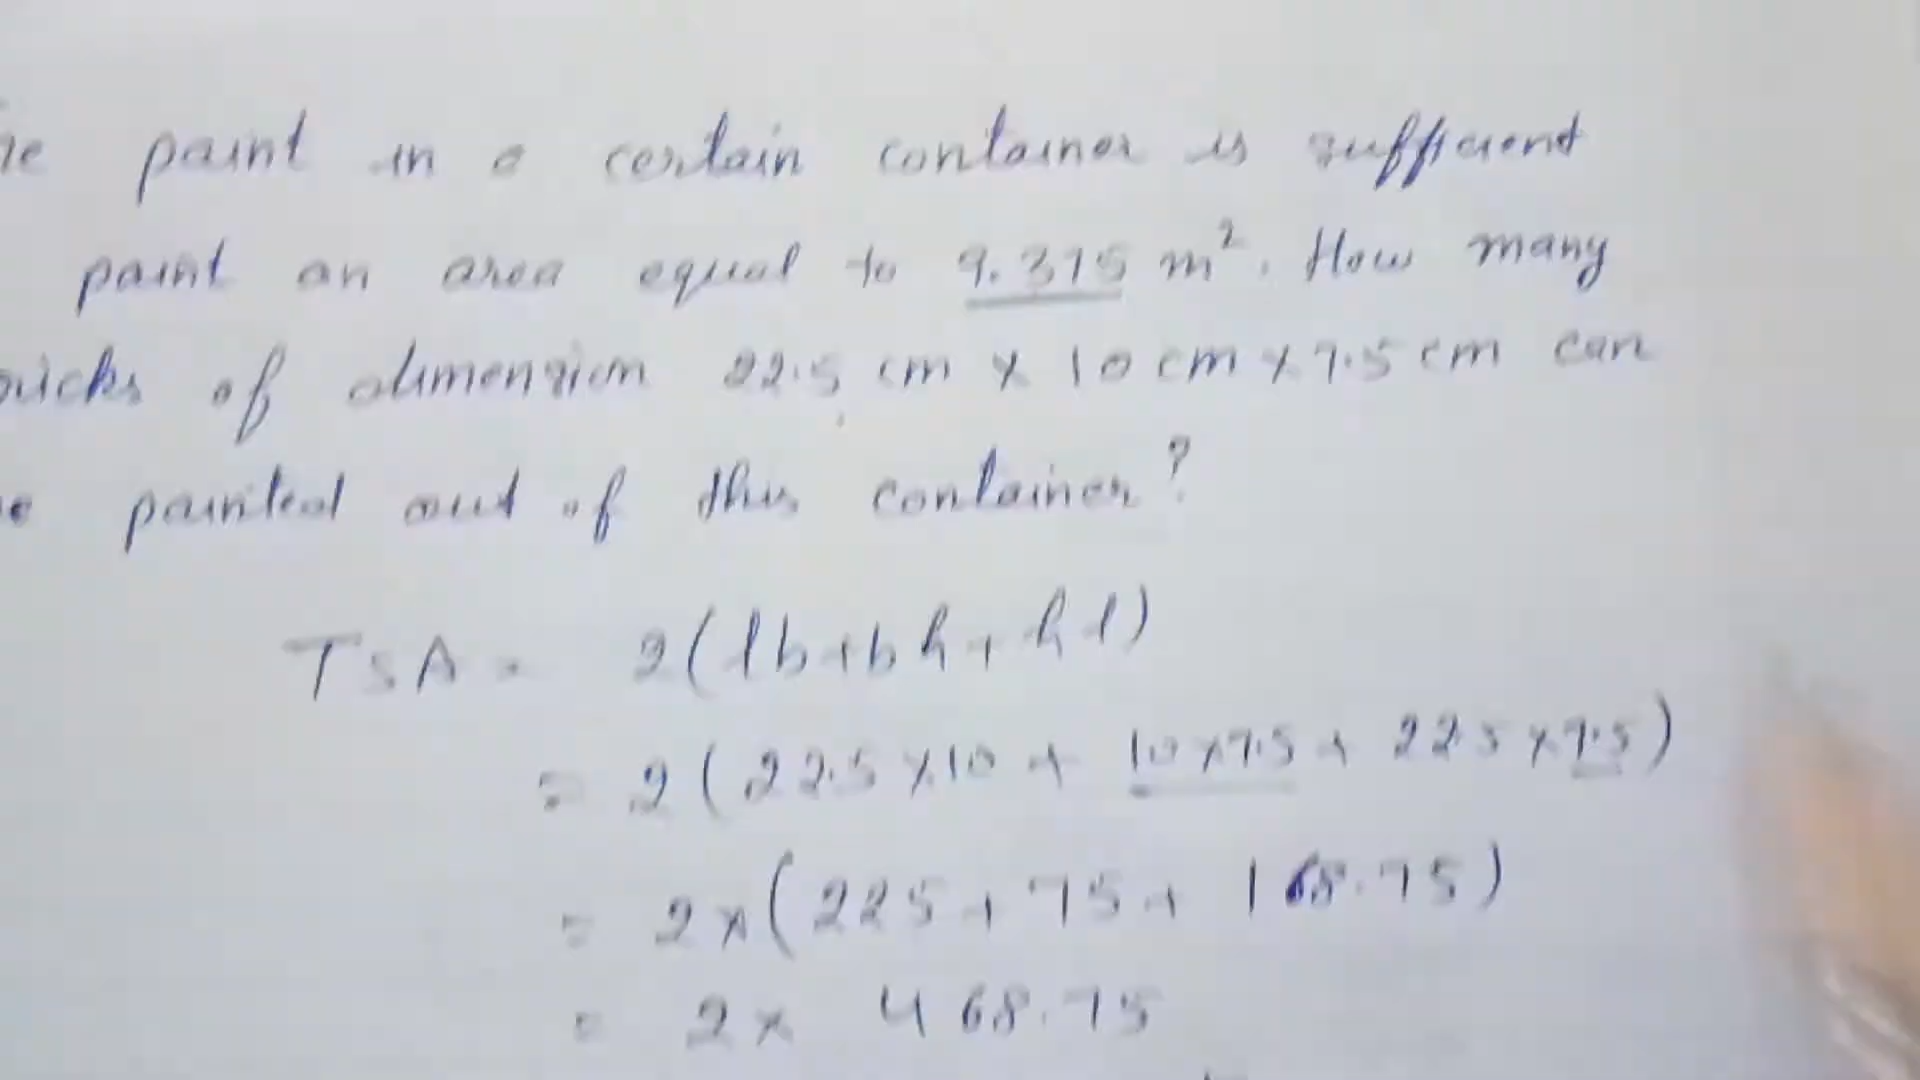 paint in a certain container is sufficient
paint an area equal to 9.375 m². How many
of dimension 22.5 cm x 10 cm x 7.5 cm can
painted out of this container?
TSA = 2(lb+bh+hl)
= 2(22.5x10 + 10x7.5 + 22.5x7.5)
= 2x(225+75+168.75)
= 2x 468.75